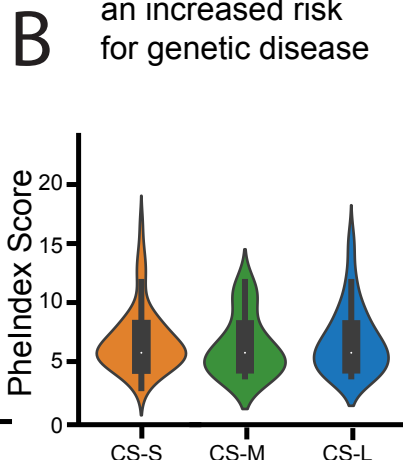 B
an increased risk
for genetic disease
PheIndex Score
20
15
10
5
0
CS-S
CS-M
CS-L